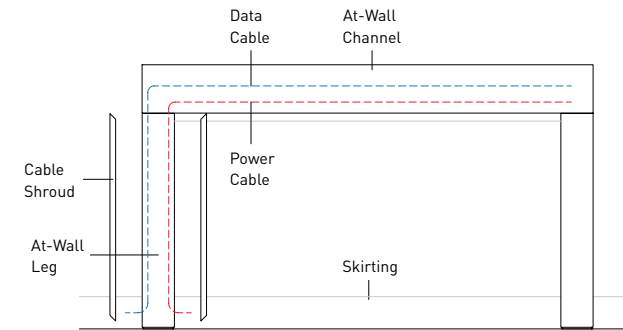 Data
Cable
At-Wall
Channel
Power
Cable
Cable
Shroud
At-Wall
Leg
Skirting